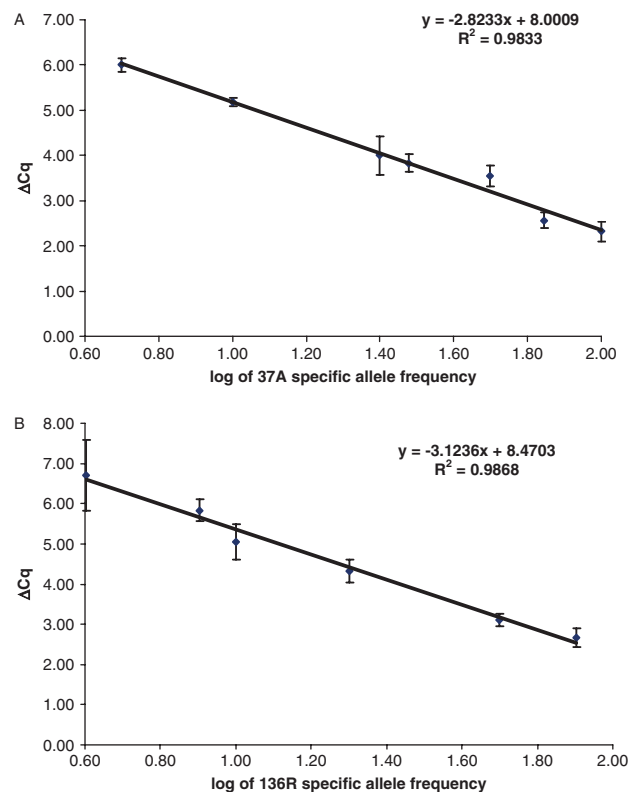 A
y = -2.8233x + 8.0009
R² = 0.9833
7.00
6.00
5.00
4.00
3.00
2.00
1.00
0.00
ΔCq
0.60 0.80 1.00 1.20 1.40 1.60 1.80 2.00
log of 37A specific allele frequency
B
y = -3.1236x + 8.4703
R² = 0.9868
8.00
7.00
6.00
5.00
4.00
3.00
2.00
1.00
0.00
ΔCq
0.60 0.80 1.00 1.20 1.40 1.60 1.80 2.00
log of 136R specific allele frequency